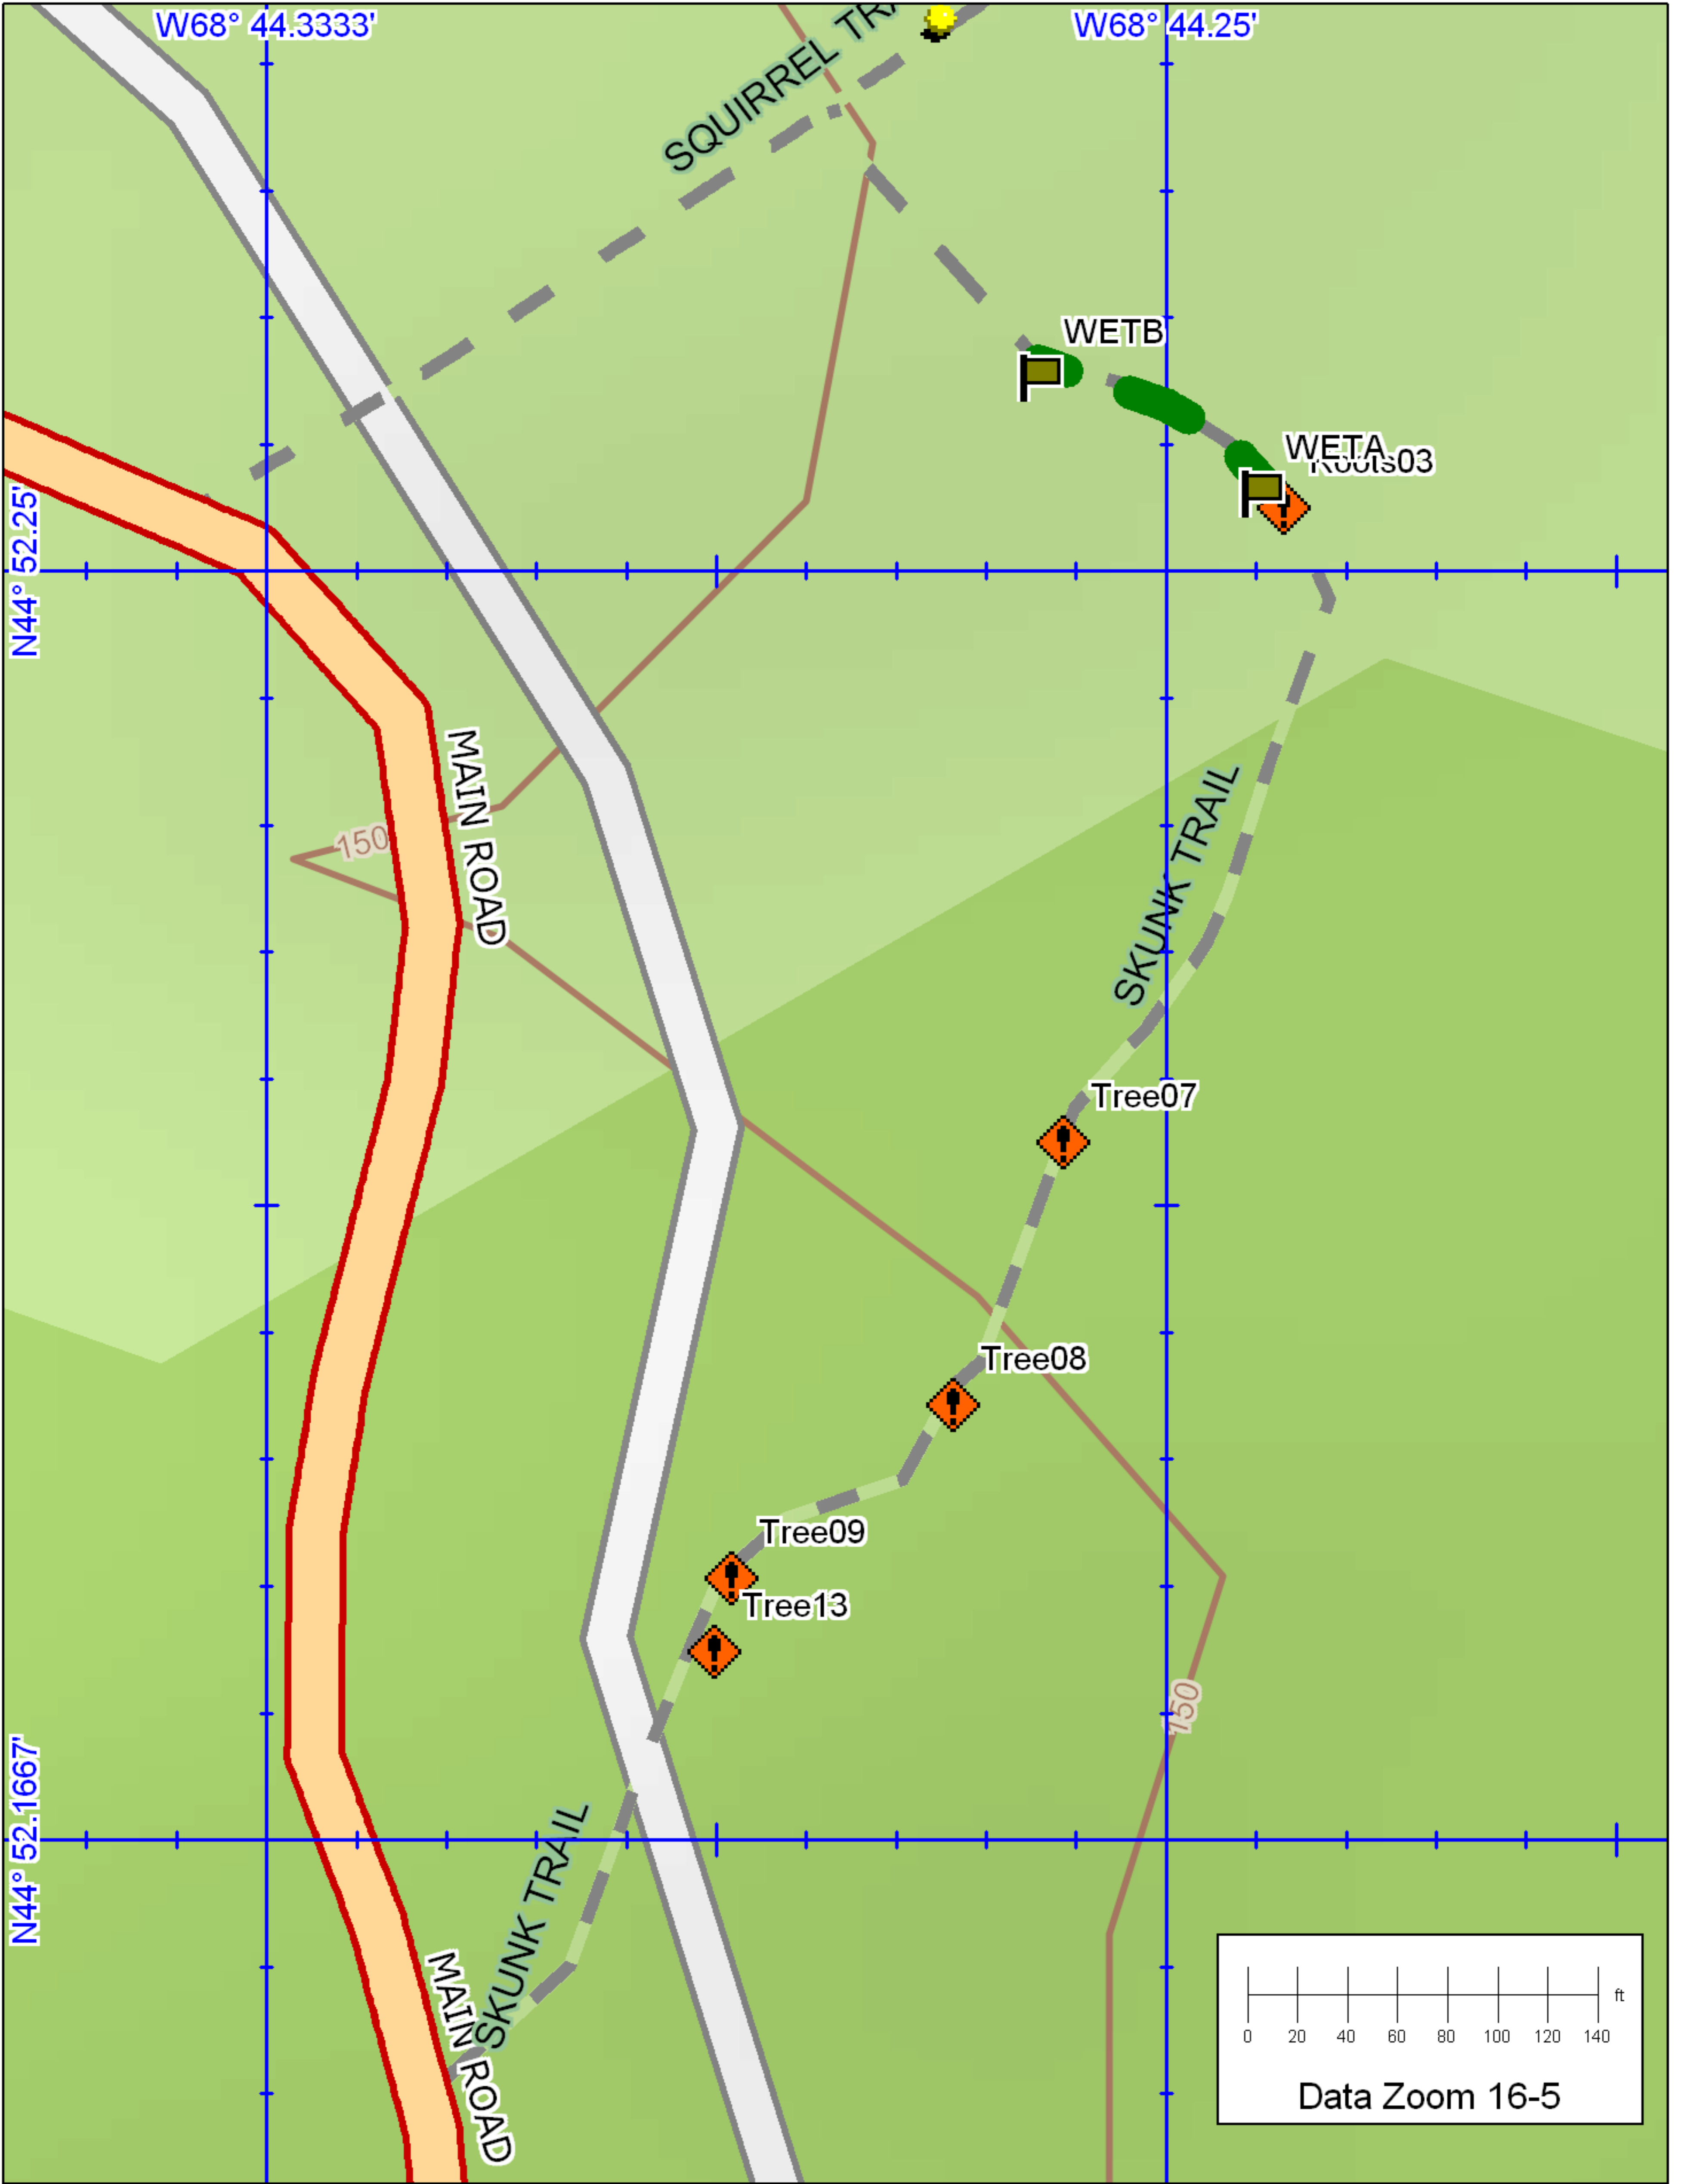 W68° 44.3333'
W68° 44.25'
SQUIRREL
WETB
WETA
N44° 52.25'
MAIN ROAD
150
SKUNK TRAIL
Tree07
Tree08
Tree09
Tree13
150
N44° 52.1667'
SKUNK TRAIL
MAIN ROAD
ft
0 20 40 60 80 100 120 140
Data Zoom 16-5